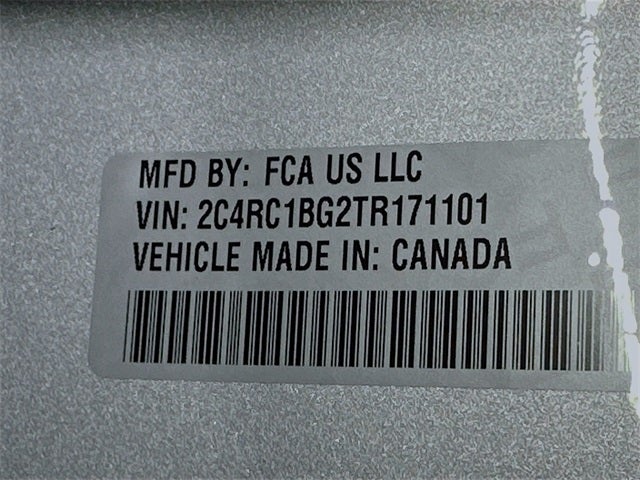 MFD BY: FCA US LLC
VIN: 2C4RC1BG2TR171101
VEHICLE MADE IN: CANADA